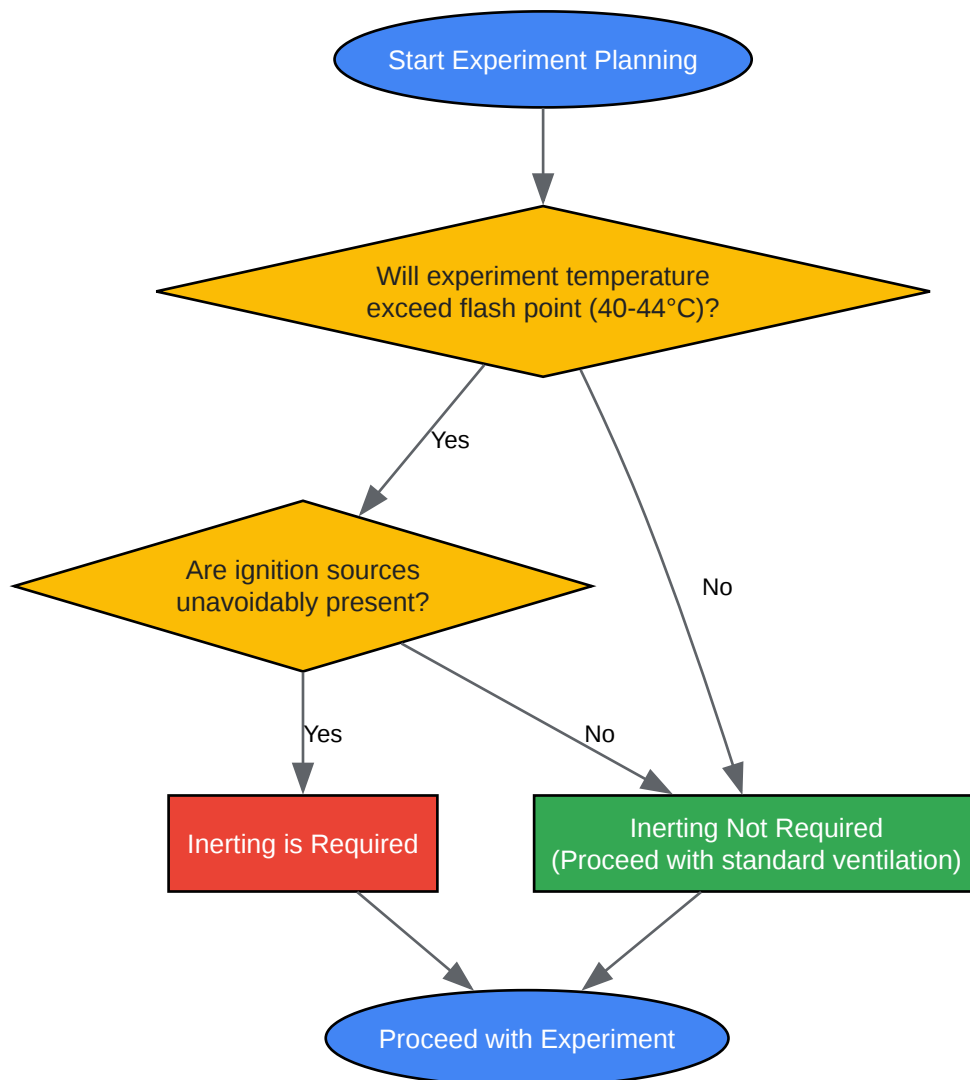 Start Experiment Planning
Will experiment temperature
exceed flash point (40-44°C)?
Yes
Are ignition sources
unavoidably present?
No
Yes
No
Inerting is Required
Inerting Not Required
(Proceed with standard ventilation)
Proceed with Experiment